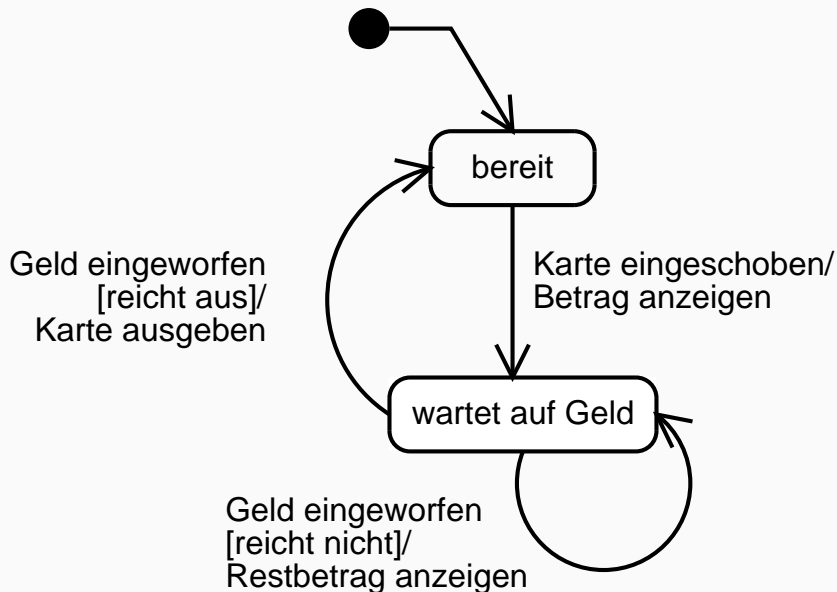 bereit
Geld eingeworfen
[reicht aus]/
Karte ausgeben
Karte eingeschoben/
Betrag anzeigen
wartet auf Geld
Geld eingeworfen
[reicht nicht]/
Restbetrag anzeigen